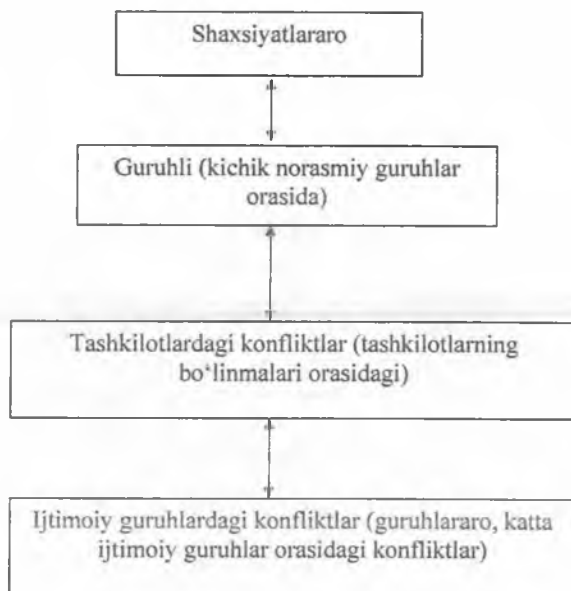 Shaxsiyatlararo
Guruhli (kichik norasmiy guruhlar
orasida)
Tashkilotlardagi konfliktlar (tashkilotlarning
bo‘linmalari orasidagi)
Ijtimoiy guruhlardagi konfliktlar (guruhlararo, katta
ijtimoiy guruhlar orasidagi konfliktlar)